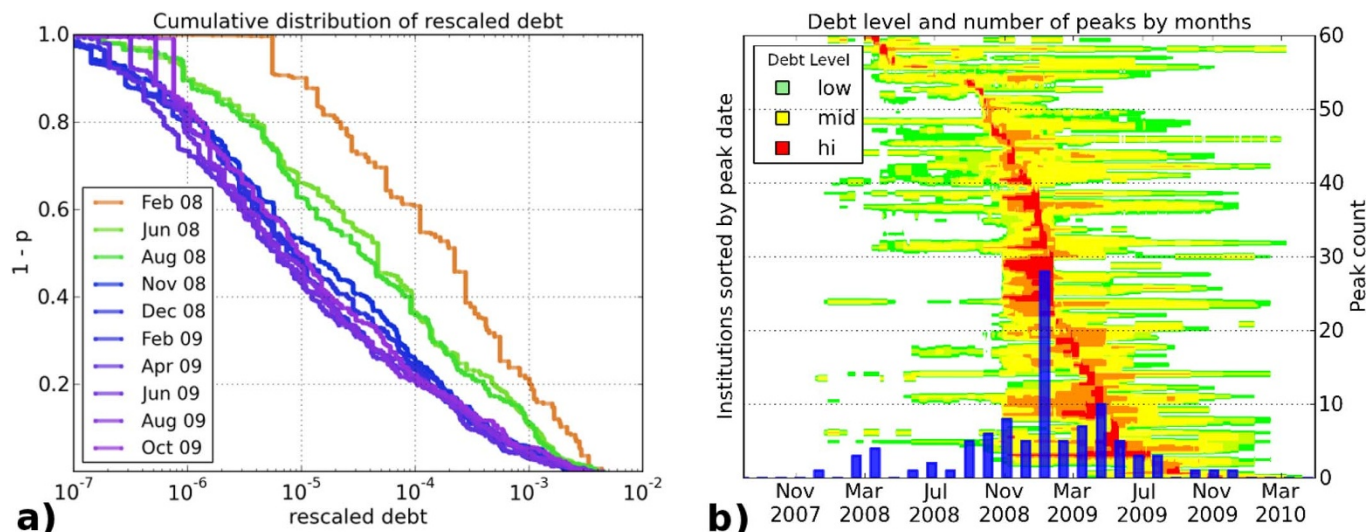 Cumulative distribution of rescaled debt
1.0
0.8
0.6
0.4
0.2
1 - p
Feb 08
Jun 08
Aug 08
Nov 08
Dec 08
Feb 09
Apr 09
Jun 09
Aug 09
Oct 09
10^-7
10^-6
10^-5
10^-4
10^-3
10^-2
rescaled debt
a)
Debt level and number of peaks by months
Institutions sorted by peak date
Debt Level
low
mid
hi
60
50
40
30
20
10
0
Peak count
Nov 2007
Mar 2008
Jul 2008
Nov 2008
Mar 2009
Jul 2009
Nov 2009
Mar 2010
b)